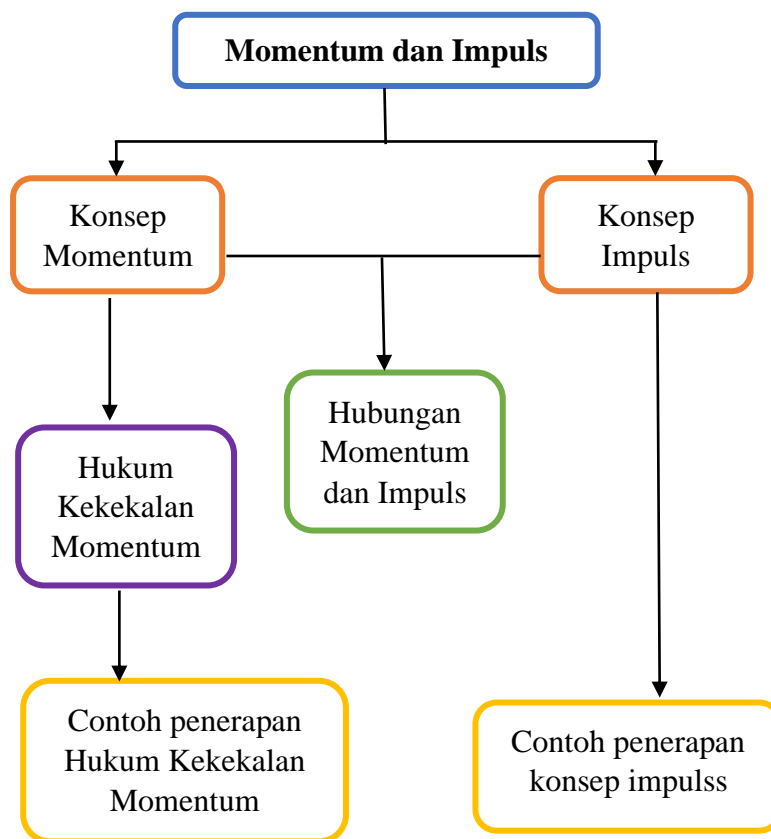 Momentum dan Impuls
Konsep
Momentum
Konsep
Impuls
Hubungan
Momentum
dan Impuls
Hukum
Kekekalan
Momentum
Contoh penerapan
Hukum Kekekalan
Momentum
Contoh penerapan
konsep impulss